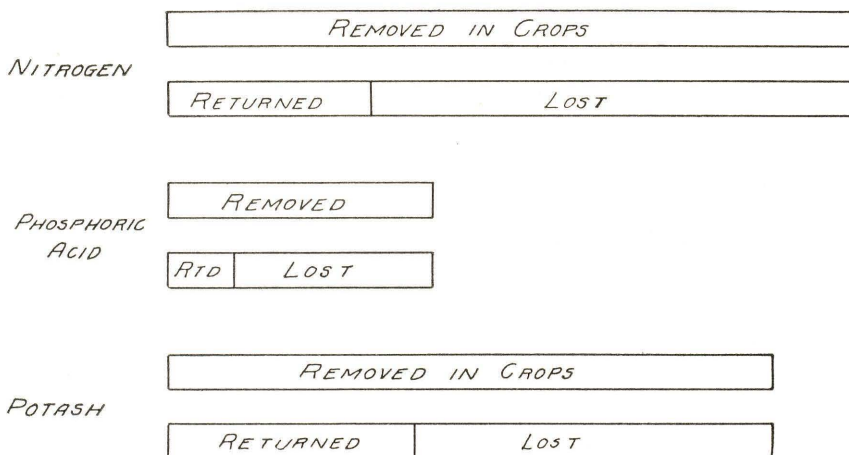 REMOVED IN CROPS
NITROGEN
RETURNED LOST
REMOVED
PHOSPHORIC
ACID
RTD LOST
REMOVED IN CROPS
POTASH
RETURNED LOST